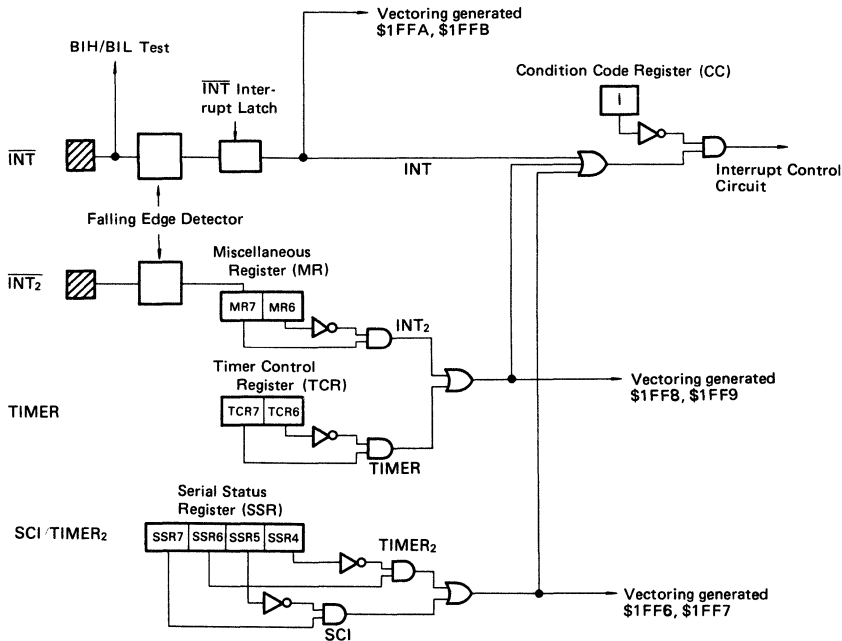 Vectoring generated
$1FFA, $1FFB
BIH/BIL Test
INT Inter-
rupt Latch
Condition Code Register (CC)
I
INT
INT
Interrupt Control
Circuit
Falling Edge Detector
Miscellaneous
Register (MR)
INT2
MR7 MR6
INT2
Timer Control
Register (TCR)
Vectoring generated
$1FF8, $1FF9
TIMER
TCR7 TCR6
TIMER
Serial Status
Register (SSR)
SCI/TIMER2
SSR7 SSR6 SSR5 SSR4
TIMER2
SCI
Vectoring generated
$1FF6, $1FF7